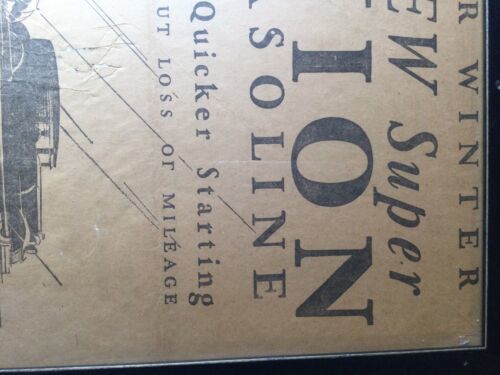 R WINTER
EW Super
ION
SOLINE
Quicker Starting
UT LOSS OF MILEAGE